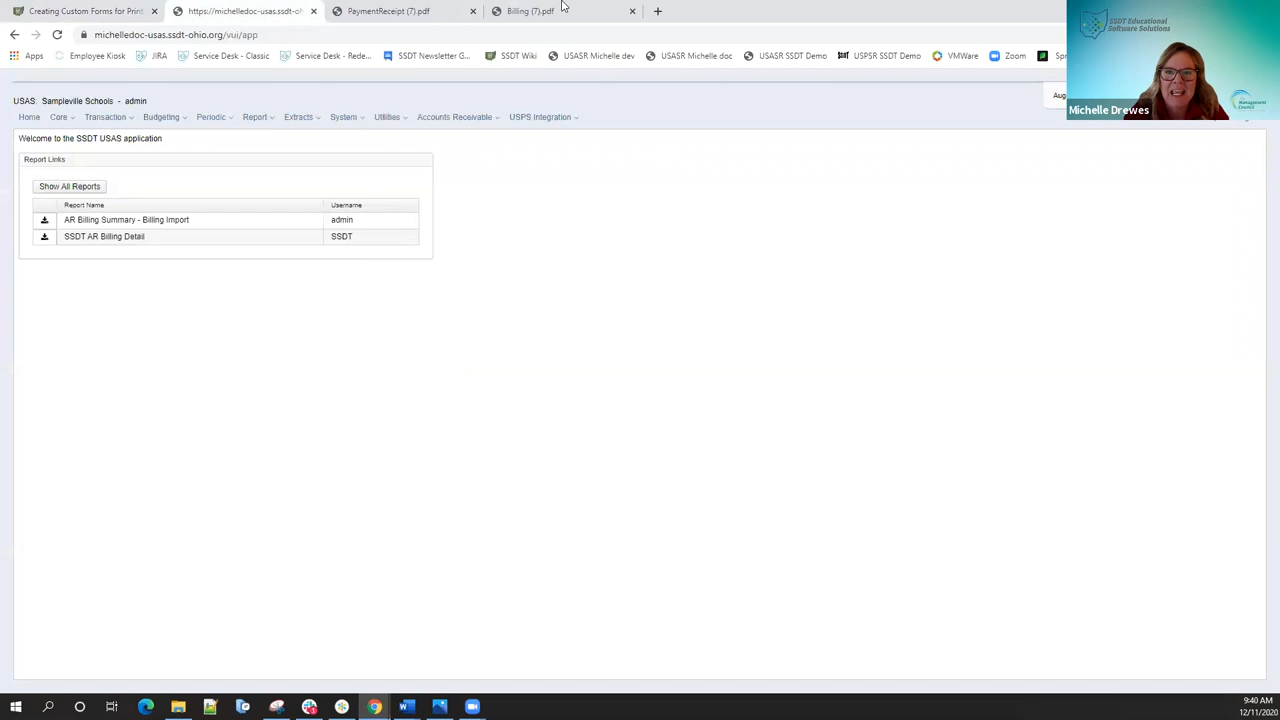 Creating Custom Forms for Print
https://michelledoc-usas.ssdt-oh
PaymentReceipt (7).pdf
Billing (7).pdf
michelledoc-usas.ssdt-ohio.org/vui/app
Apps
Employee Kiosk
JIRA
Service Desk - Classic
Service Desk - Rede...
SSDT Newsletter G...
SSDT Wiki
USASR Michelle dev
USASR Michelle doc
USASR SSDT Demo
USPSR SSDT Demo
VMWare
Zoom
SSDT Educational
Software Solutions
Management
Council
Michelle Drewes
USAS: Sampleville Schools - admin
Home
Core
Transaction
Budgeting
Periodic
Report
Extracts
System
Utilities
Accounts Receivable
USPS Integration
Welcome to the SSDT USAS application
Report Links
Show All Reports
Report Name
Username
AR Billing Summary - Billing Import
admin
SSDT AR Billing Detail
SSDT
9:40 AM
12/11/2020